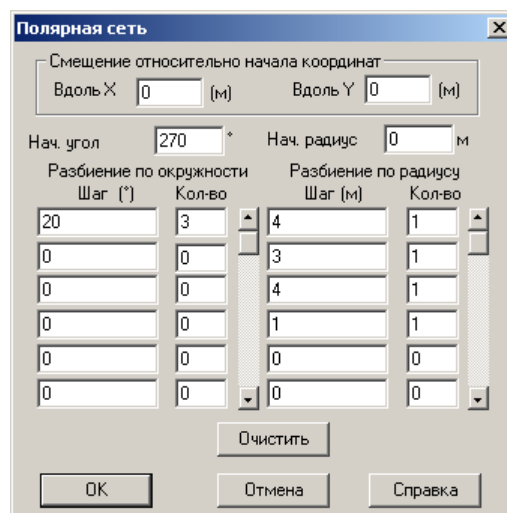 Полярная сеть
Смещение относительно начала координат
Вдоль X 0 (м) Вдоль Y 0 (м)
Нач. угол 270 ° Нач. радиус 0 м
Разбиение по окружности Разбиение по радиусу
Шаг (°) Кол-во Шаг (м) Кол-во
20 3 4 1
0 0 3 1
0 0 4 1
0 0 1 1
0 0 0 0
0 0 0 0
Очистить
OK Отмена Справка